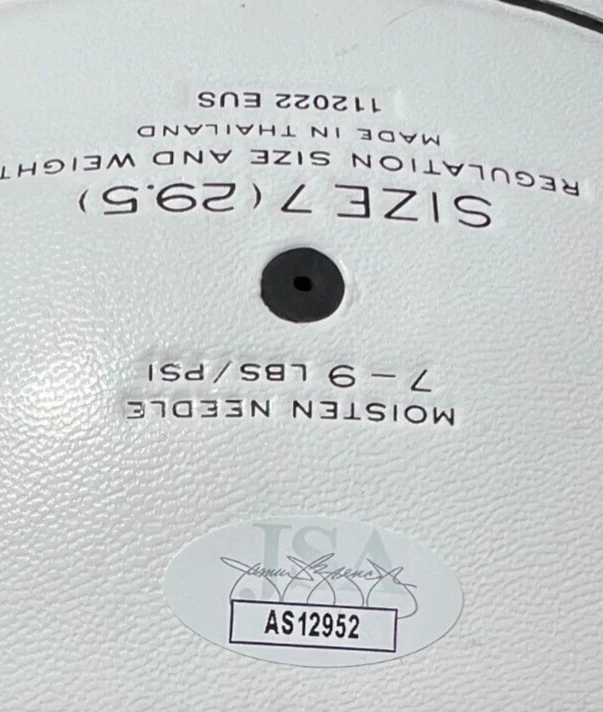 MOISTEN NEEDLE
7 – 9 LBS/PSI
SIZE 7 (29.5)
REGULATION SIZE AND WEIGHT
MADE IN THAILAND
112022 EUS
JSA
AS12952